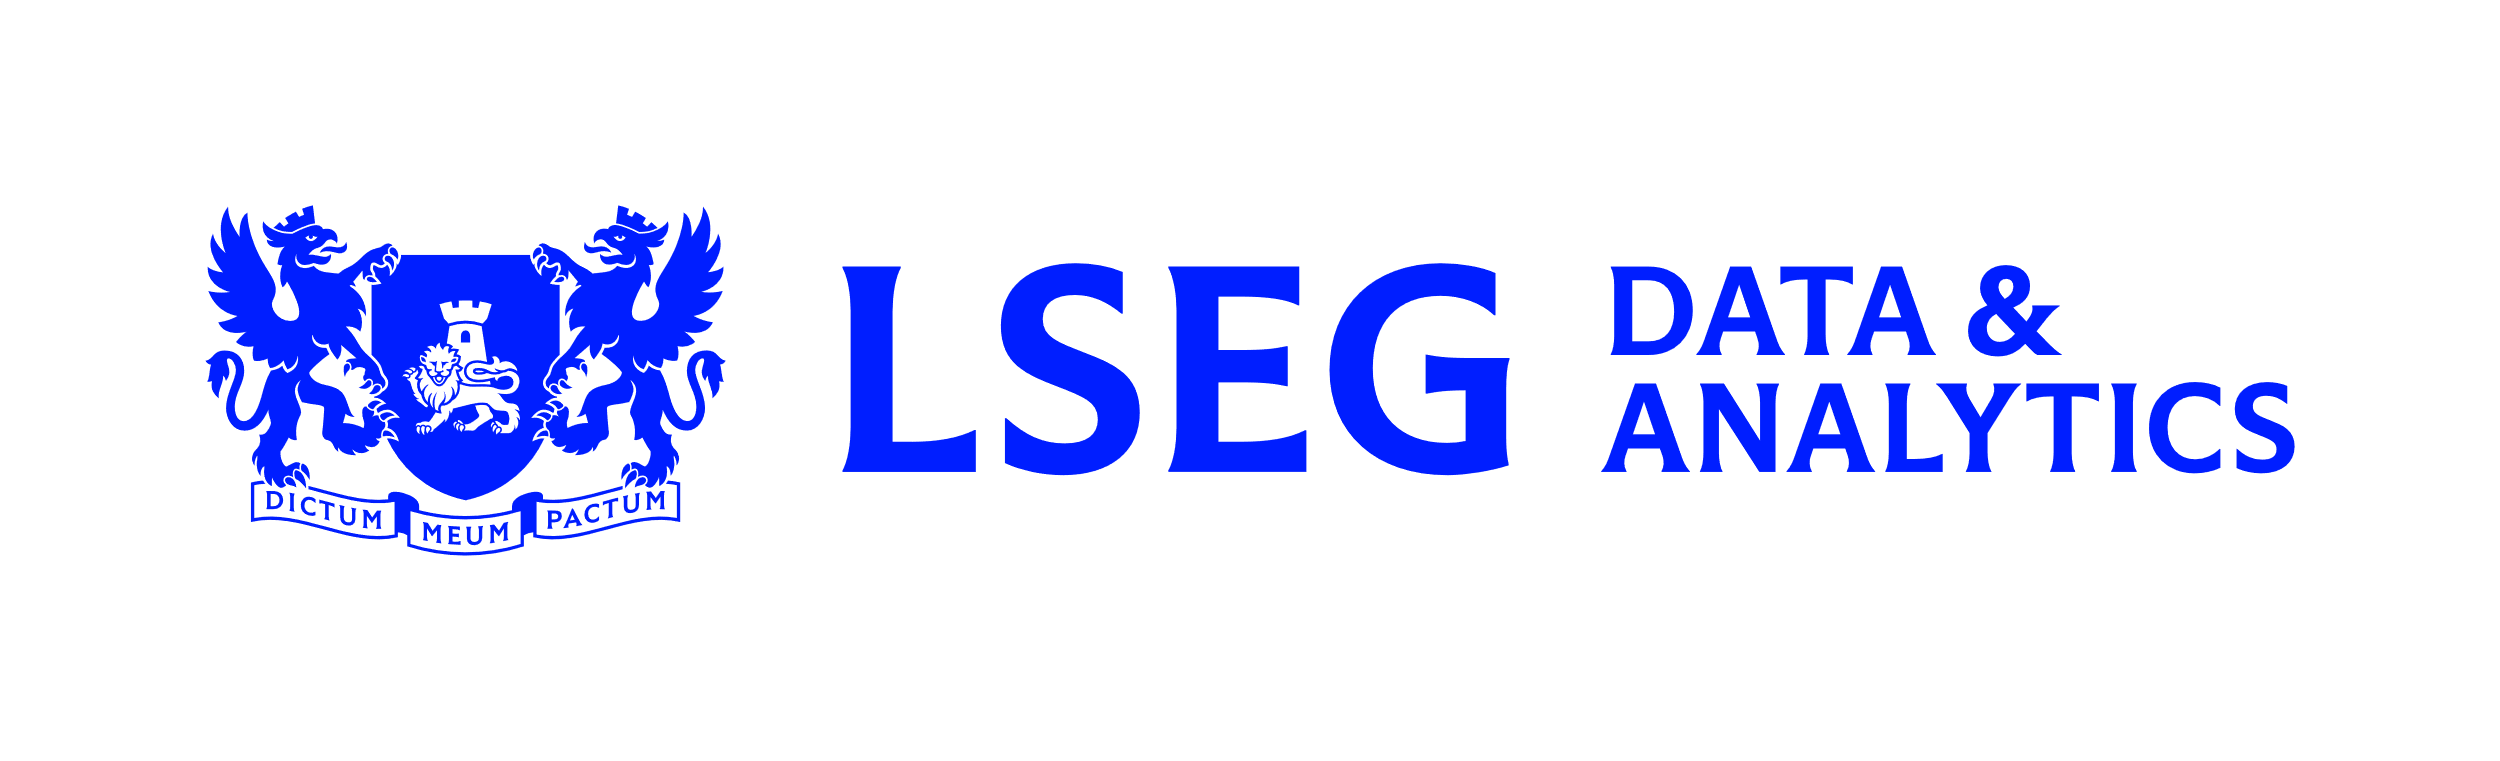 LSEG
DATA &
ANALYTICS
DICTUM MEUM PACTUM